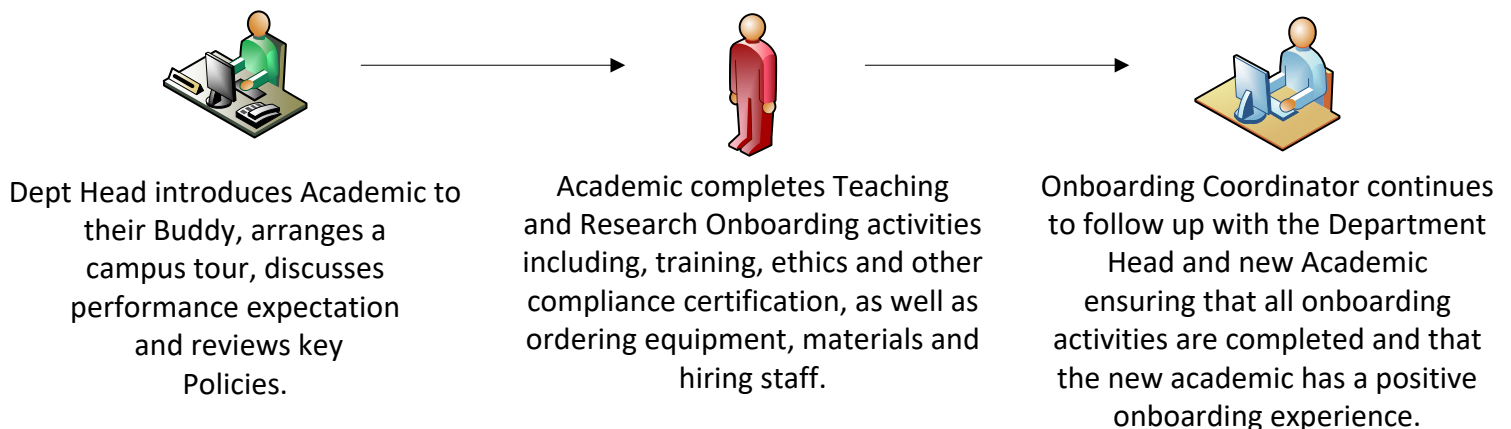 Dept Head introduces Academic to
their Buddy, arranges a
campus tour, discusses
performance expectation
and reviews key
Policies.
Academic completes Teaching
and Research Onboarding activities
including, training, ethics and other
compliance certification, as well as
ordering equipment, materials and
hiring staff.
Onboarding Coordinator continues
to follow up with the Department
Head and new Academic
ensuring that all onboarding
activities are completed and that
the new academic has a positive
onboarding experience.